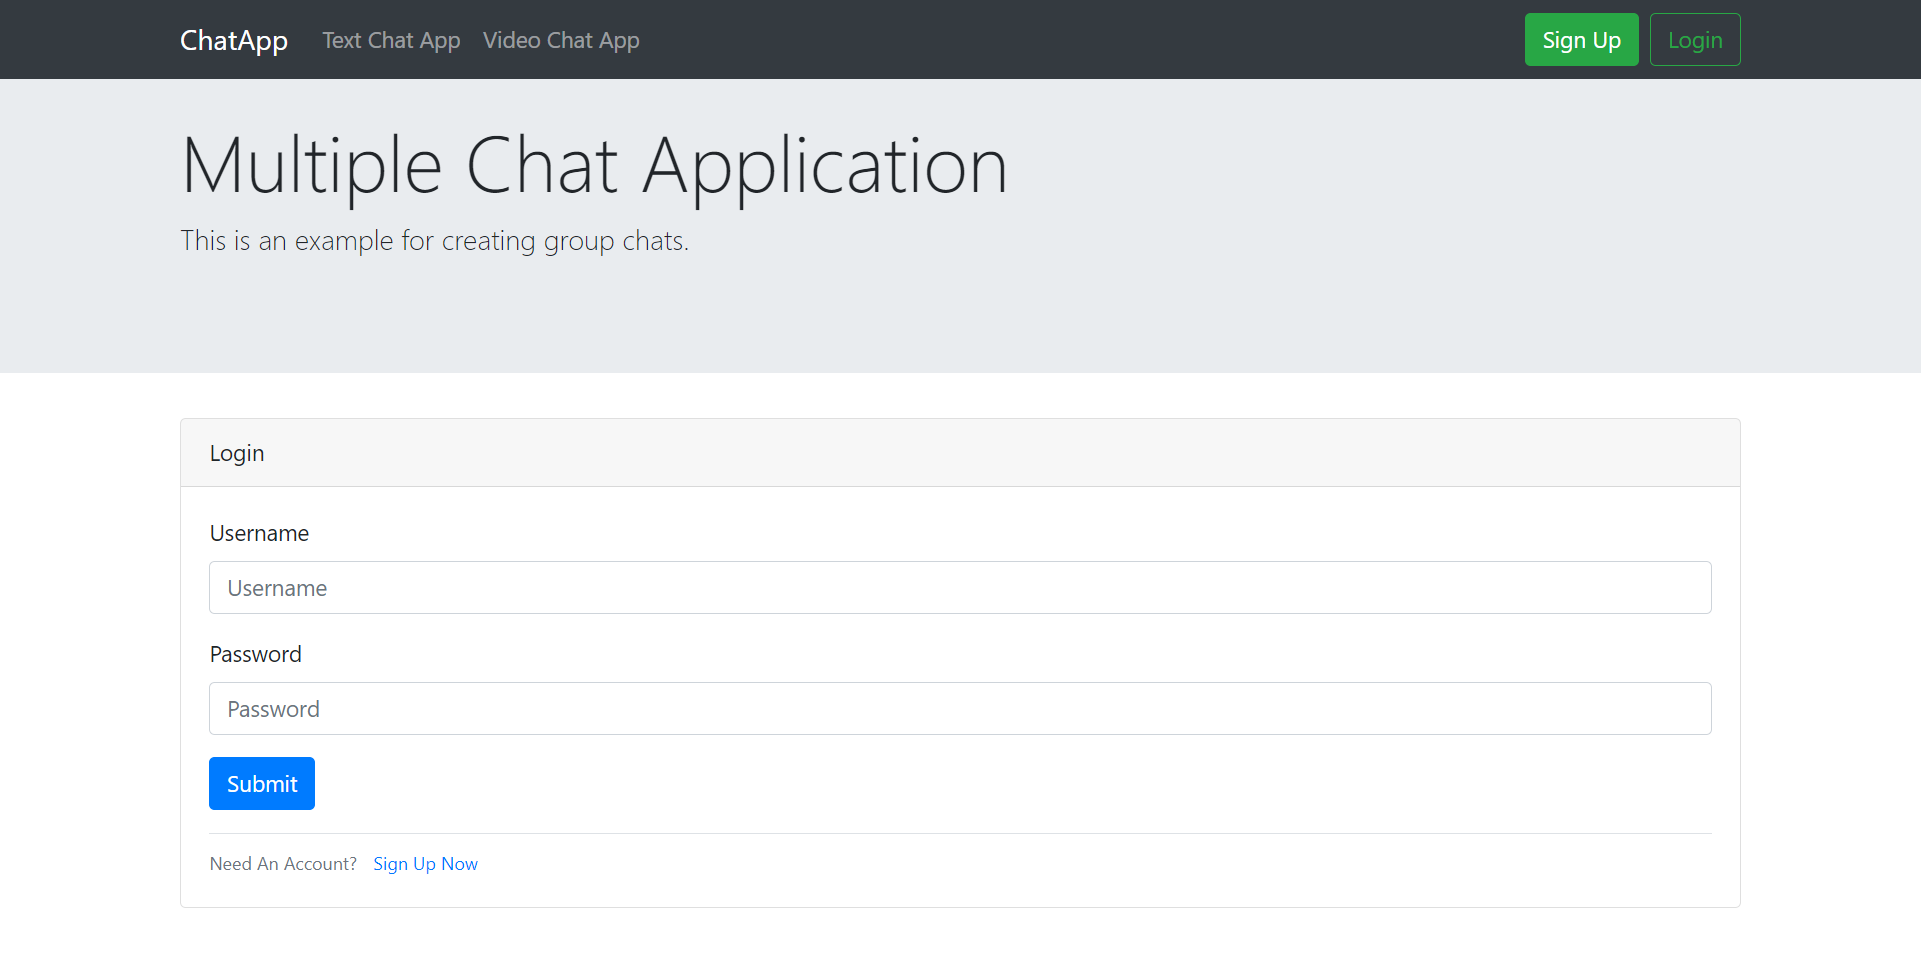 ChatApp Text Chat App Video Chat App Sign Up Login
Multiple Chat Application
This is an example for creating group chats.
Login
Username
Username
Password
Password
Submit
Need An Account? Sign Up Now